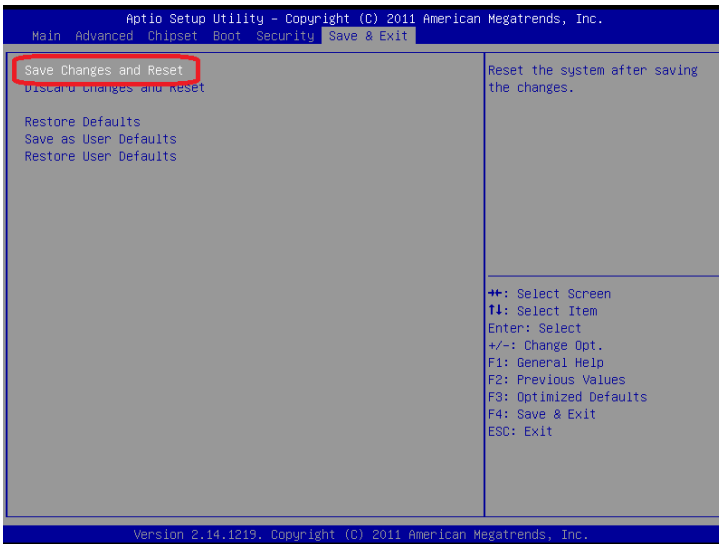 Aptio Setup Utility – Copyright (C) 2011 American Megatrends, Inc.
Main Advanced Chipset Boot Security Save & Exit
Save Changes and Reset
Discard Changes and Reset
Restore Defaults
Save as User Defaults
Restore User Defaults
Reset the system after saving
the changes.
→←: Select Screen
↑↓: Select Item
Enter: Select
+/-: Change Opt.
F1: General Help
F2: Previous Values
F3: Optimized Defaults
F4: Save & Exit
ESC: Exit
Version 2.14.1219. Copyright (C) 2011 American Megatrends, Inc.